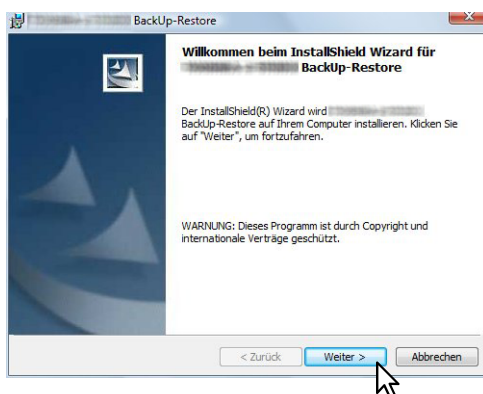 BackUp-Restore
Willkommen beim InstallShield Wizard für
BackUp-Restore
Der InstallShield(R) Wizard wird
BackUp-Restore auf Ihrem Computer installieren. Klicken Sie
auf "Weiter", um fortzufahren.
WARNUNG: Dieses Programm ist durch Copyright und
internationale Verträge geschützt.
< Zurück
Weiter >
Abbrechen